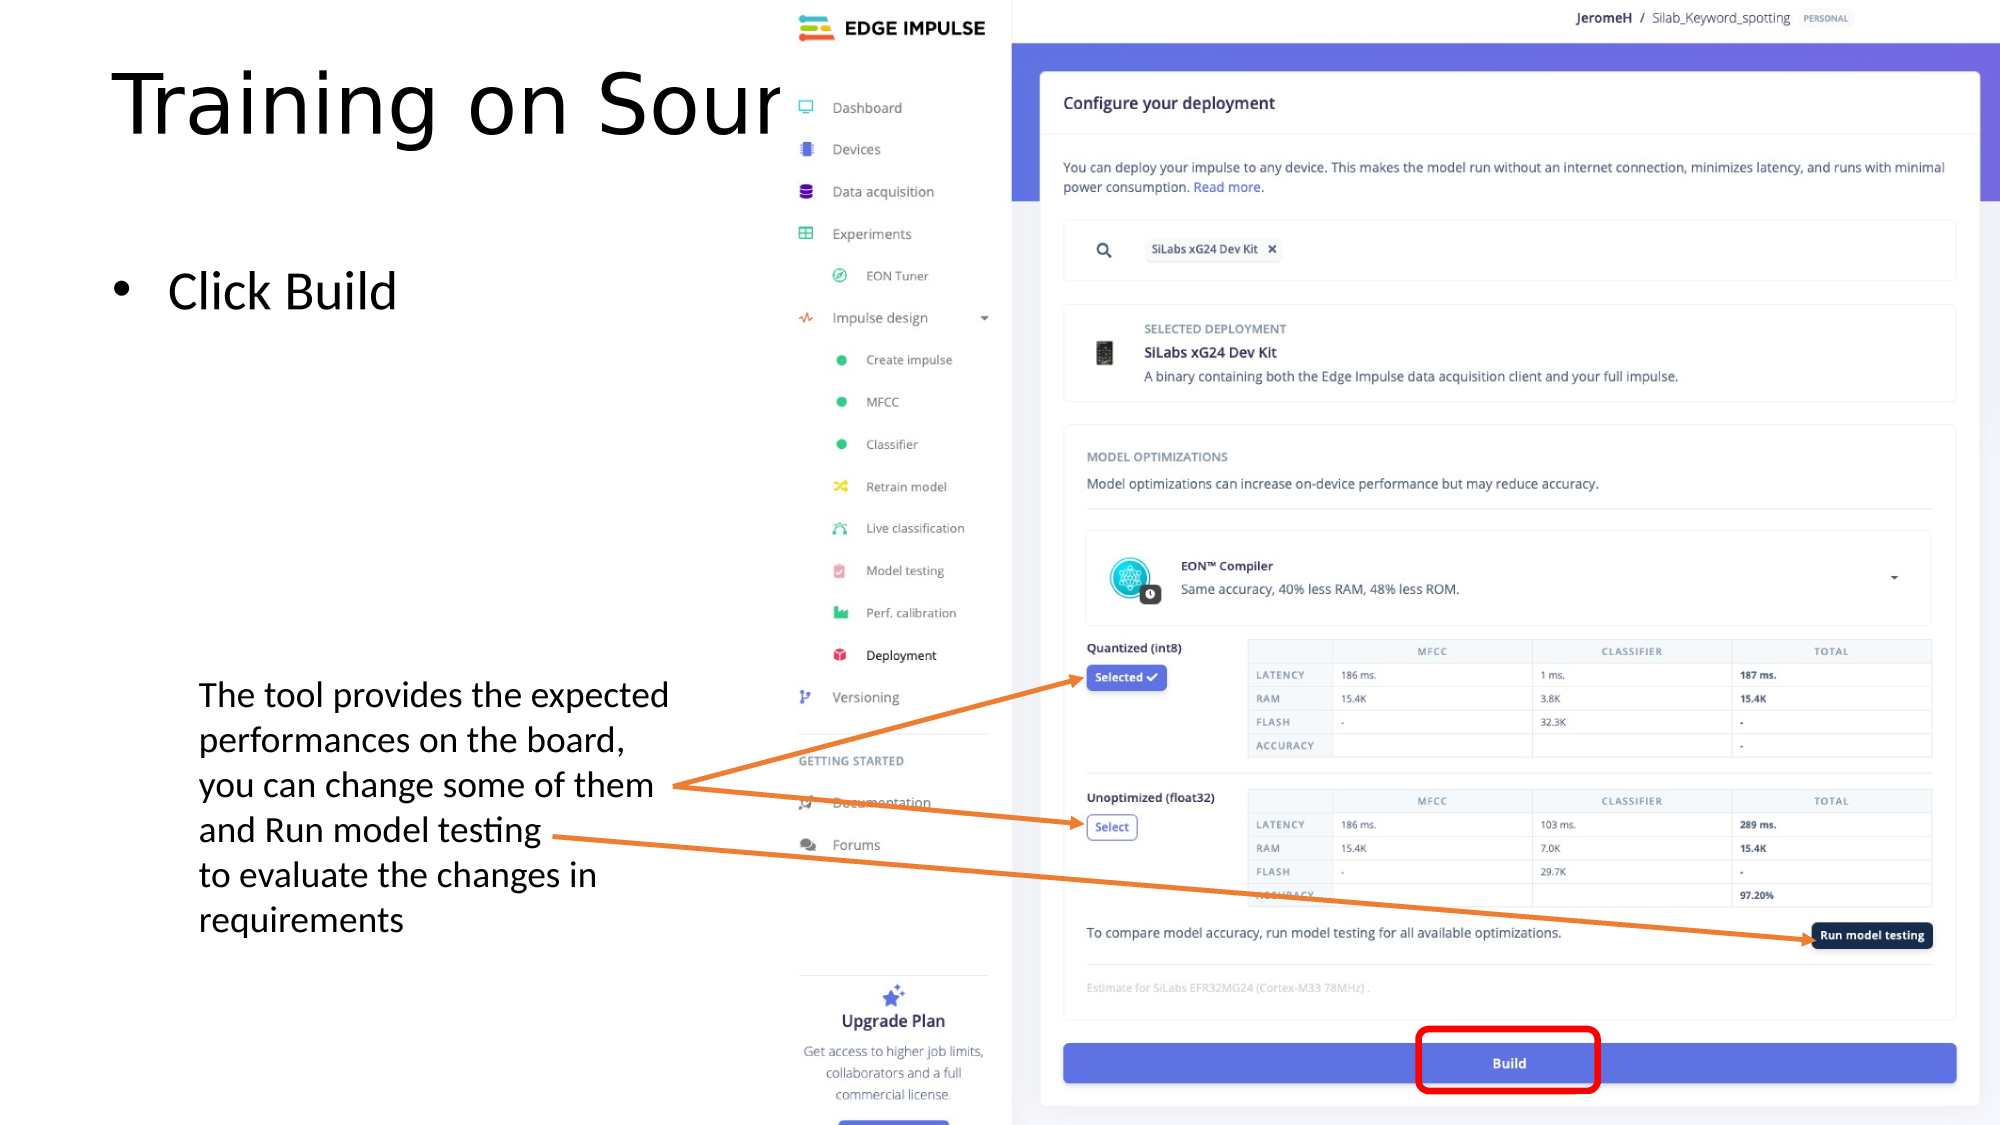 Training on Soun
• Click Build
The tool provides the expected
performances on the board,
you can change some of them
and Run model testing
to evaluate the changes in
requirements
EDGE IMPULSE
Dashboard
Devices
Data acquisition
Experiments
EON Tuner
Impulse design
Create impulse
MFCC
Classifier
Retrain model
Live classification
Model testing
Perf. calibration
Deployment
Versioning
GETTING STARTED
Documentation
Forums
Upgrade Plan
Get access to higher job limits,
collaborators and a full
commercial license.
JeromeH / Silab_Keyword_spotting PERSONAL
Configure your deployment
You can deploy your impulse to any device. This makes the model run without an internet connection, minimizes latency, and runs with minimal
power consumption. Read more.
SiLabs xG24 Dev Kit ×
SELECTED DEPLOYMENT
SiLabs xG24 Dev Kit
A binary containing both the Edge Impulse data acquisition client and your full impulse.
MODEL OPTIMIZATIONS
Model optimizations can increase on-device performance but may reduce accuracy.
EON™ Compiler
Same accuracy, 40% less RAM, 48% less ROM.
Quantized (int8)
Selected ✓
MFCC CLASSIFIER TOTAL
LATENCY 186 ms. 1 ms. 187 ms.
RAM 15.4K 3.8K 15.4K
FLASH - 32.3K -
ACCURACY -
Unoptimized (float32)
Select
MFCC CLASSIFIER TOTAL
LATENCY 186 ms. 103 ms. 289 ms.
RAM 15.4K 7.0K 15.4K
FLASH - 29.7K -
ACCURACY 97.20%
To compare model accuracy, run model testing for all available optimizations.
Run model testing
Estimate for SiLabs EFR32MG24 (Cortex-M33 78MHz) .
Build